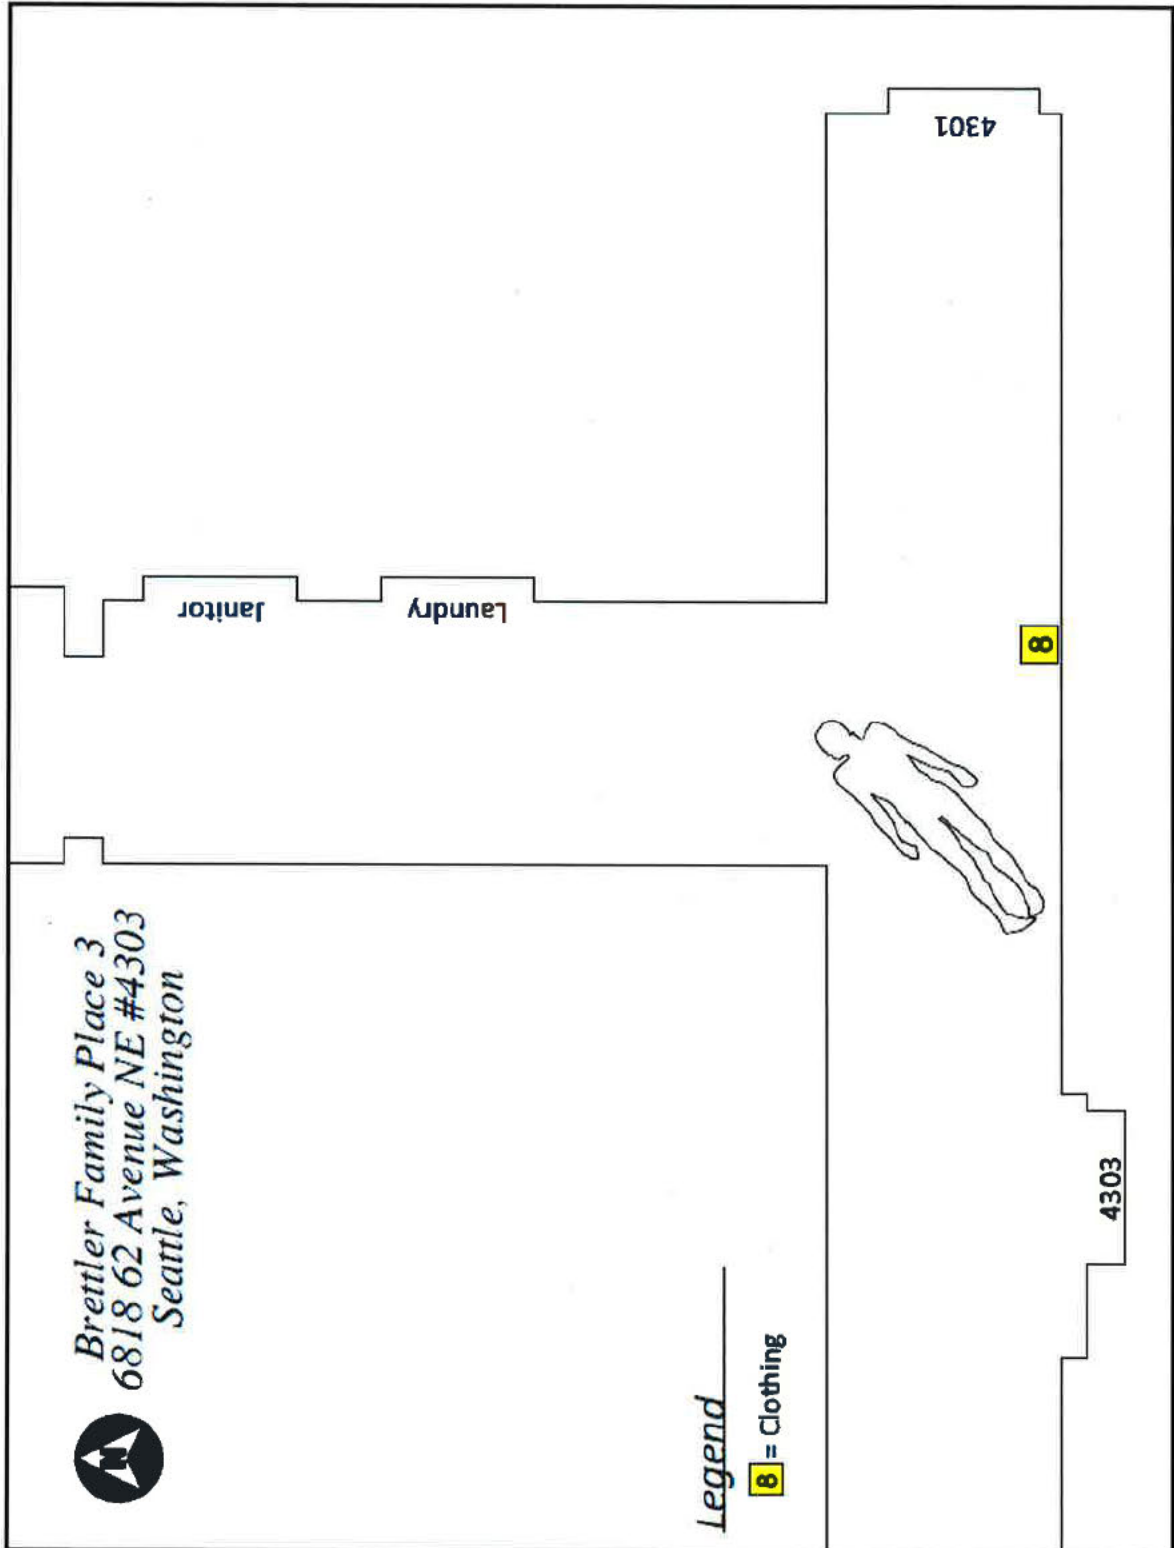 N
Brettler Family Place 3
6818 62 Avenue NE #4303
Seattle, Washington
Janitor
Laundry
4301
8
4303
Legend
8 = Clothing